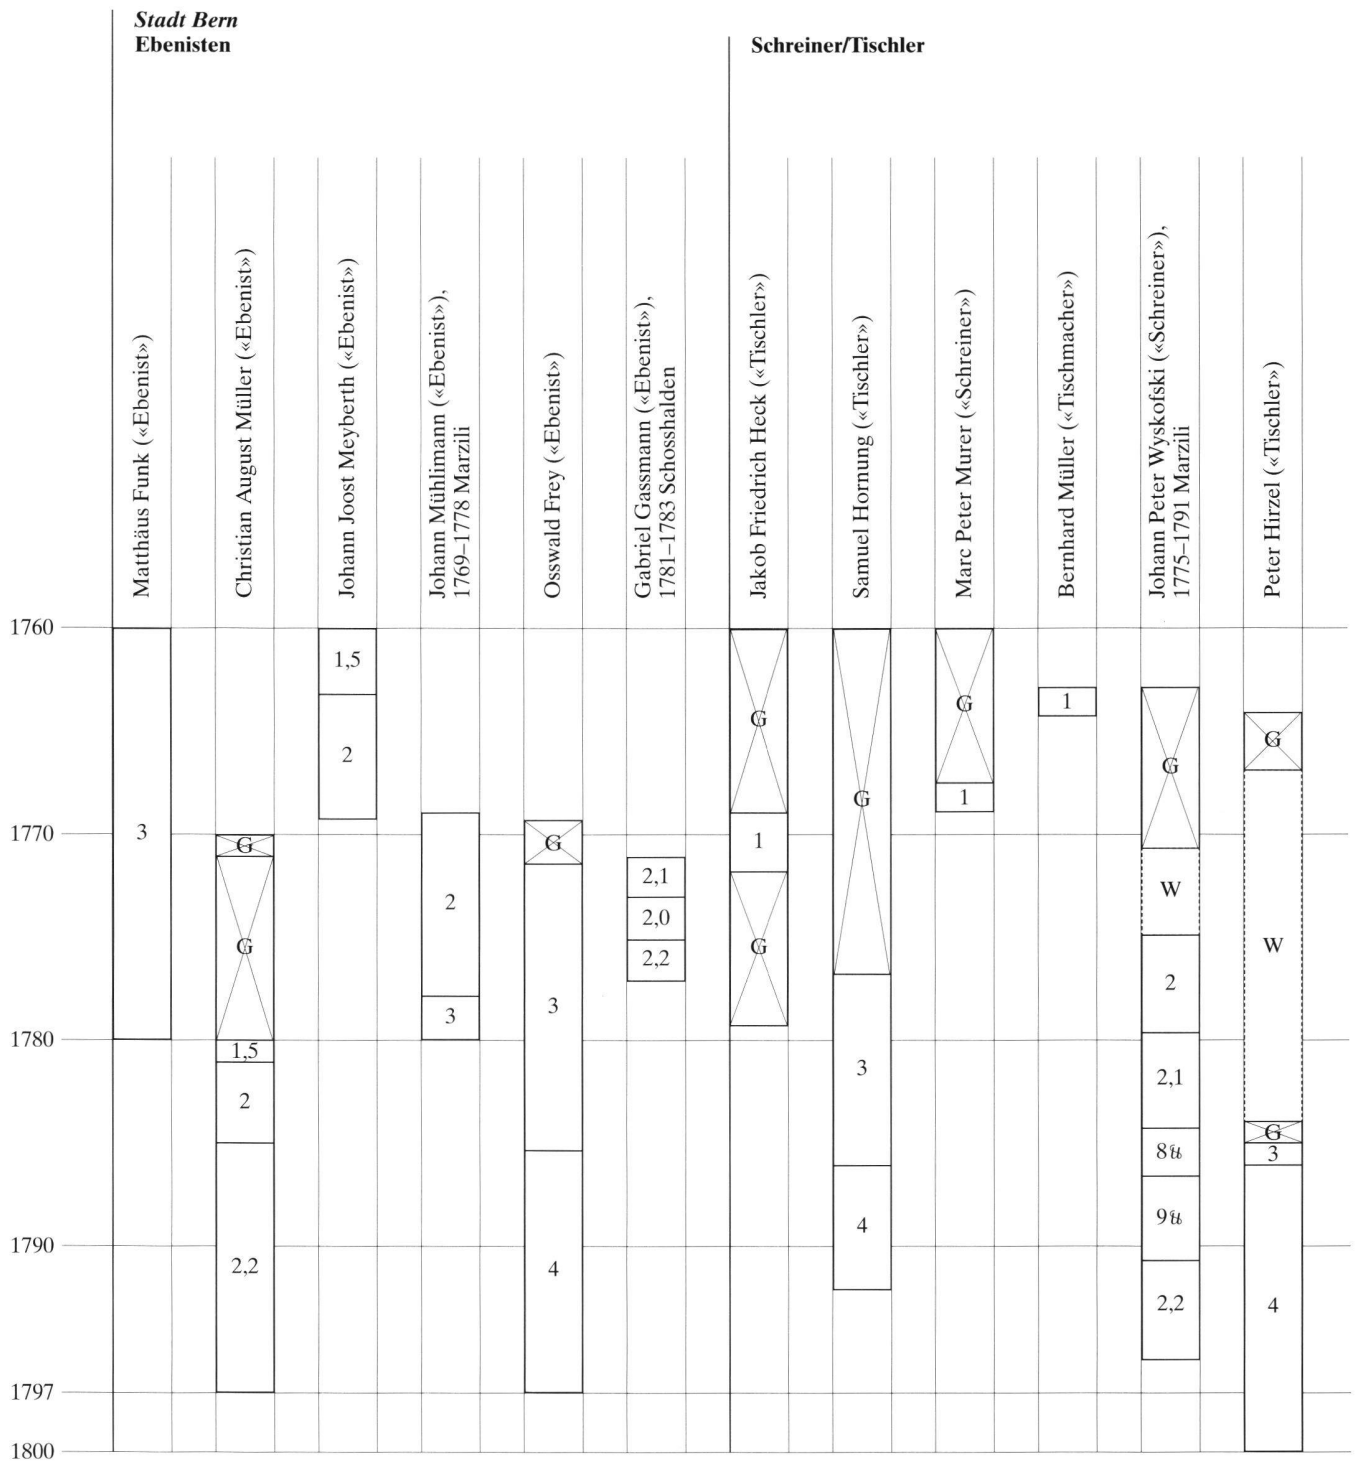 Stadt Bern
Ebenisten
Schreiner/Tischler
Matthäus Funk («Ebenist»)
Christian August Müller («Ebenist»)
Johann Joost Meyberth («Ebenist»)
Johann Mühlimann («Ebenist»),
1769–1778 Marzili
Osswald Frey («Ebenist»)
Gabriel Gassmann («Ebenist»),
1781–1783 Schosshalden
Jakob Friedrich Heck («Tischler»)
Samuel Hornung («Tischler»)
Marc Peter Murer («Schreiner»)
Bernhard Müller («Tischmacher»)
Johann Peter Wyskofski («Schreiner»),
1775–1791 Marzili
Peter Hirzel («Tischler»)
1760
1770
1780
1790
1797
1800
3
G
G
1,5
2
2,2
1,5
2
2
3
G
3
4
2,1
2,0
2,2
G
1
G
G
3
4
G
1
1
G
W
2
2,1
8
9
2,2
G
W
G
3
4